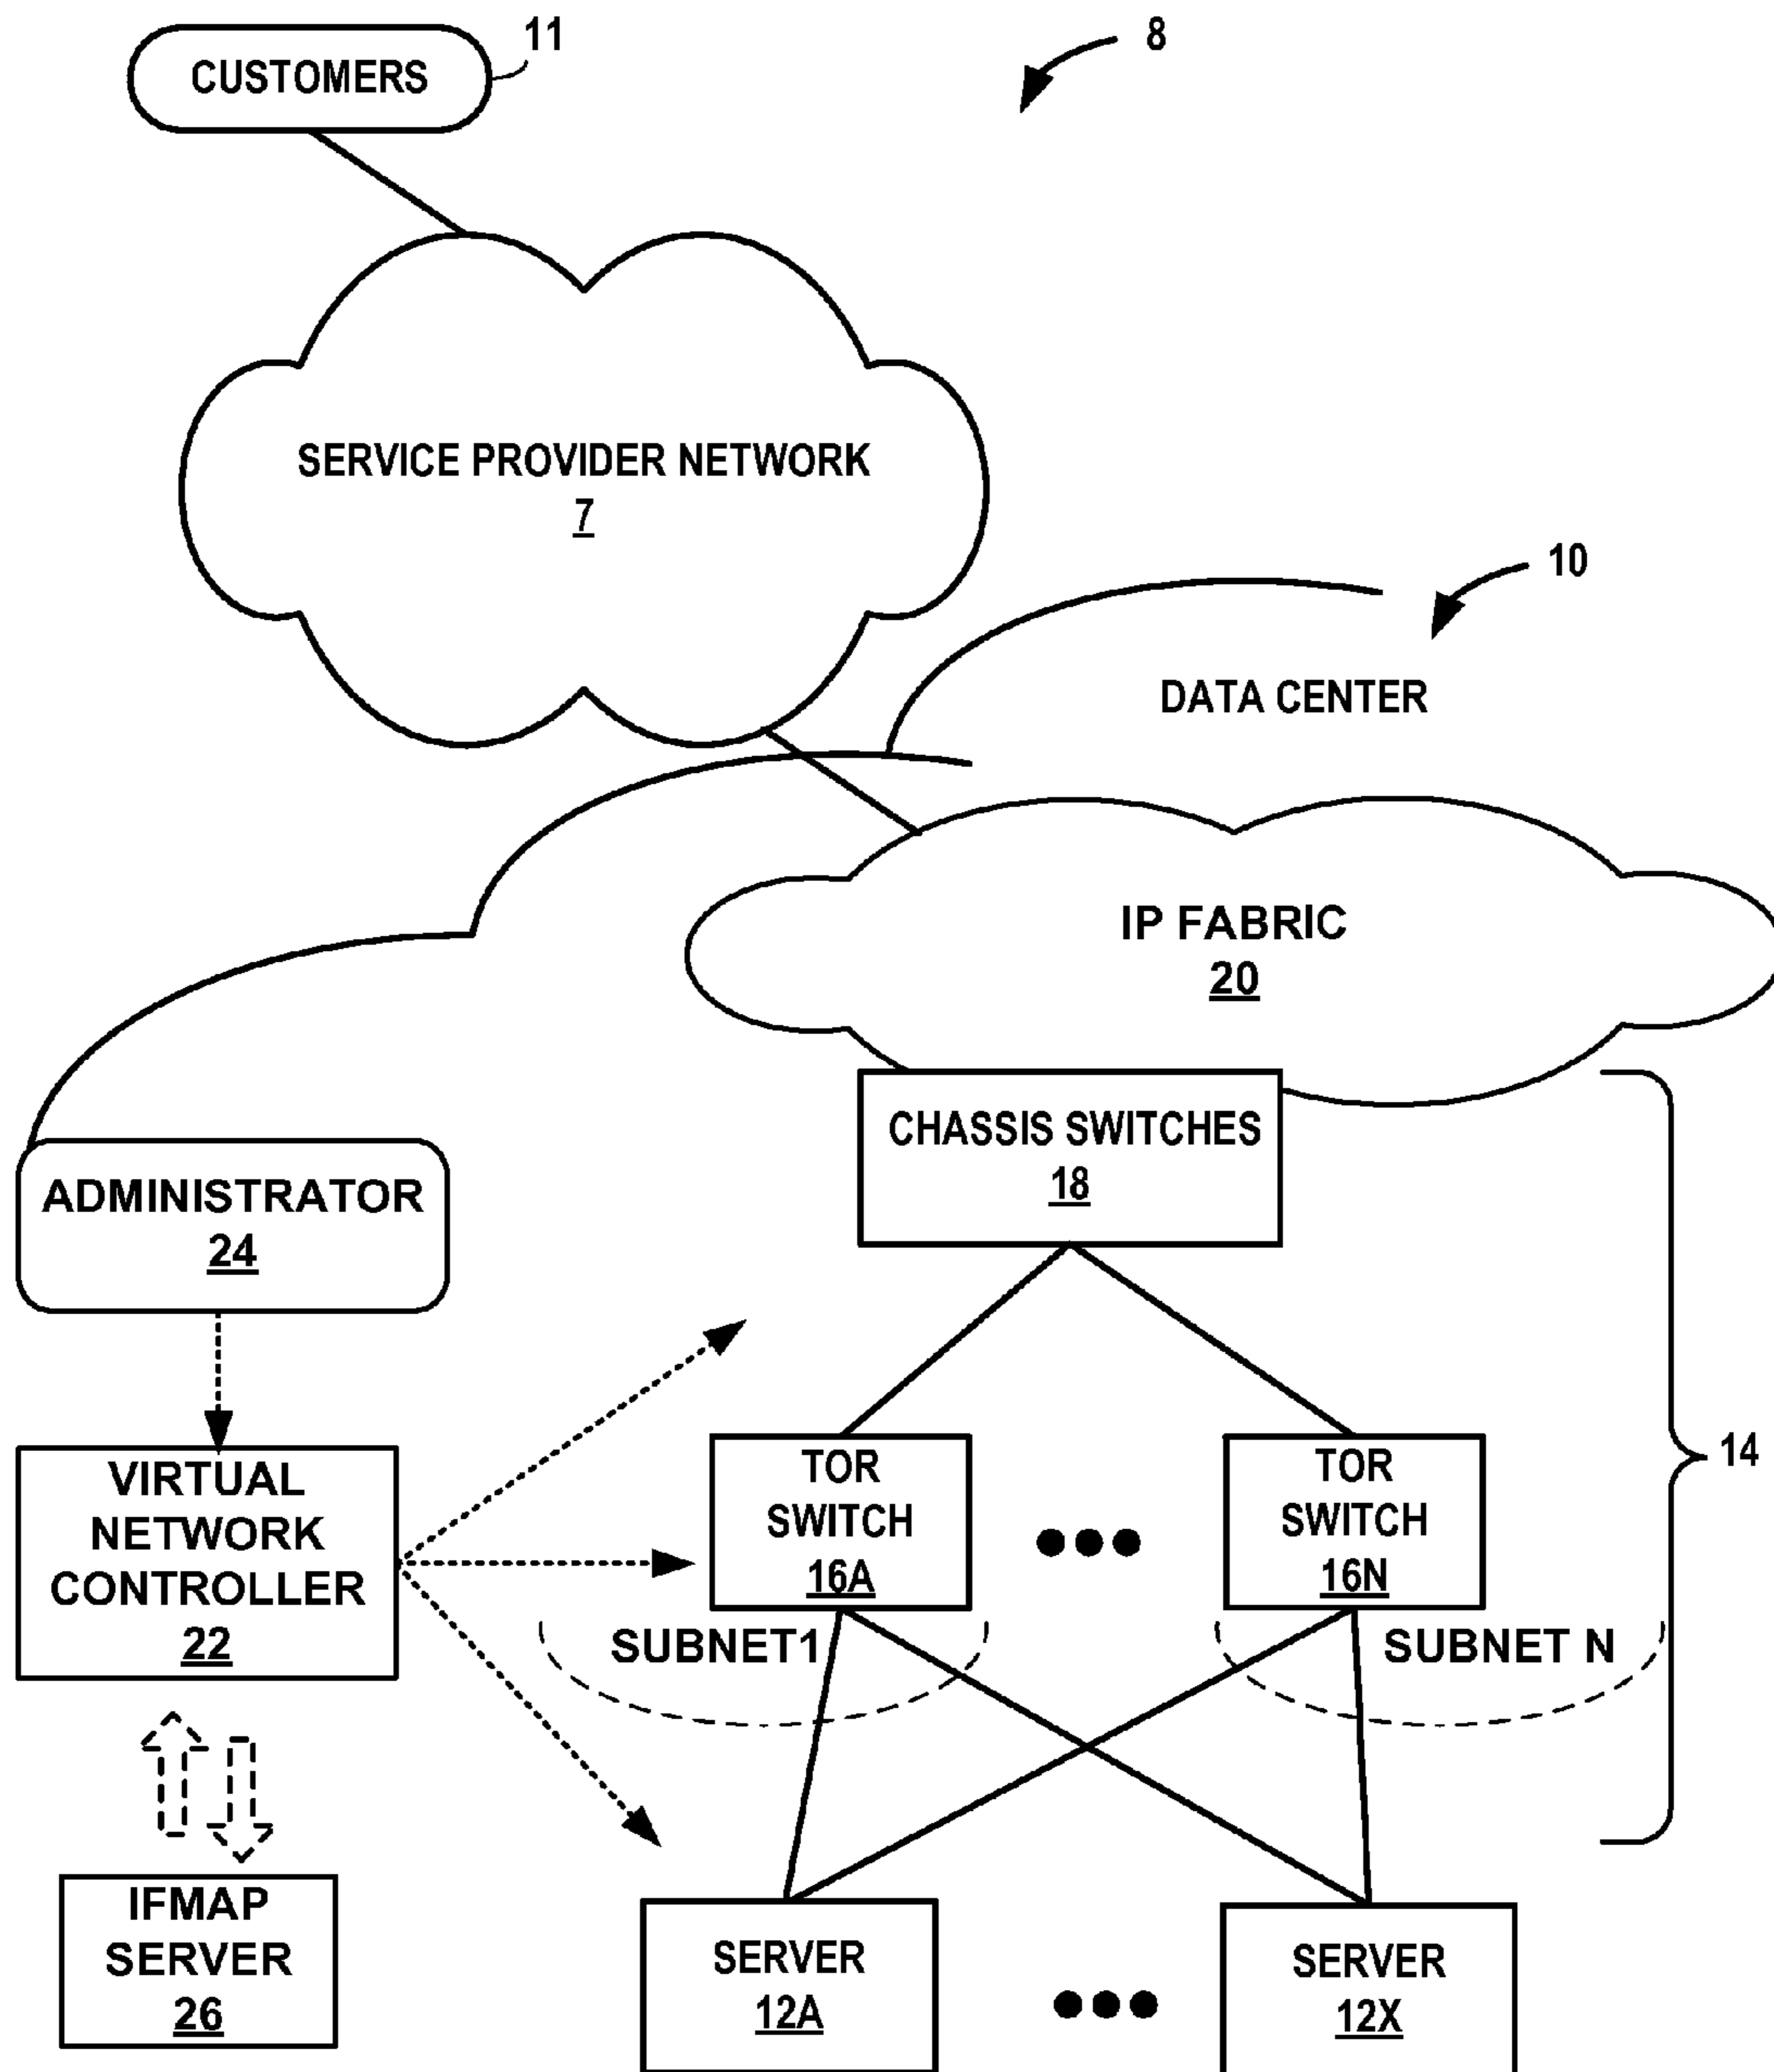 11
8
CUSTOMERS
SERVICE PROVIDER NETWORK
7
10
DATA CENTER
IP FABRIC
20
CHASSIS SWITCHES
18
ADMINISTRATOR
24
VIRTUAL
NETWORK
CONTROLLER
22
TOR
SWITCH
16A
TOR
SWITCH
16N
14
SUBNET1
SUBNET N
IFMAP
SERVER
26
SERVER
12A
SERVER
12X